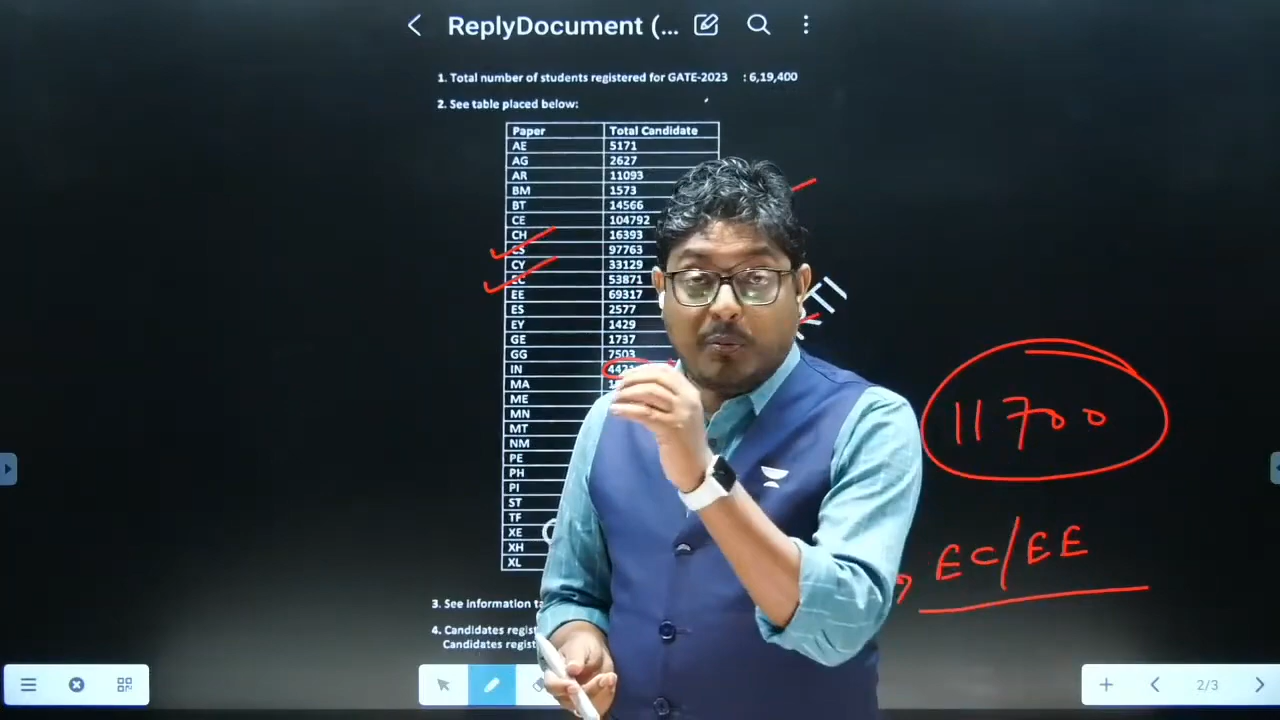 ReplyDocument (...
1. Total number of students registered for GATE-2023 : 6,19,400
2. See table placed below:
Paper Total Candidate
AE 5171
AG 2627
AR 11093
BM 1573
BT 14566
CE 104792
CH 16393
CS 97763
CY 33129
EC 53871
EE 69317
ES 2577
EY 1429
GE 1737
GG 7503
IN
MA
ME
MN
MT
NM
PE
PH
PI
ST
TF
XE
XH
XL
RTI
11700
EC/EE
3. See information
4. Candidates
Candidates
2/3